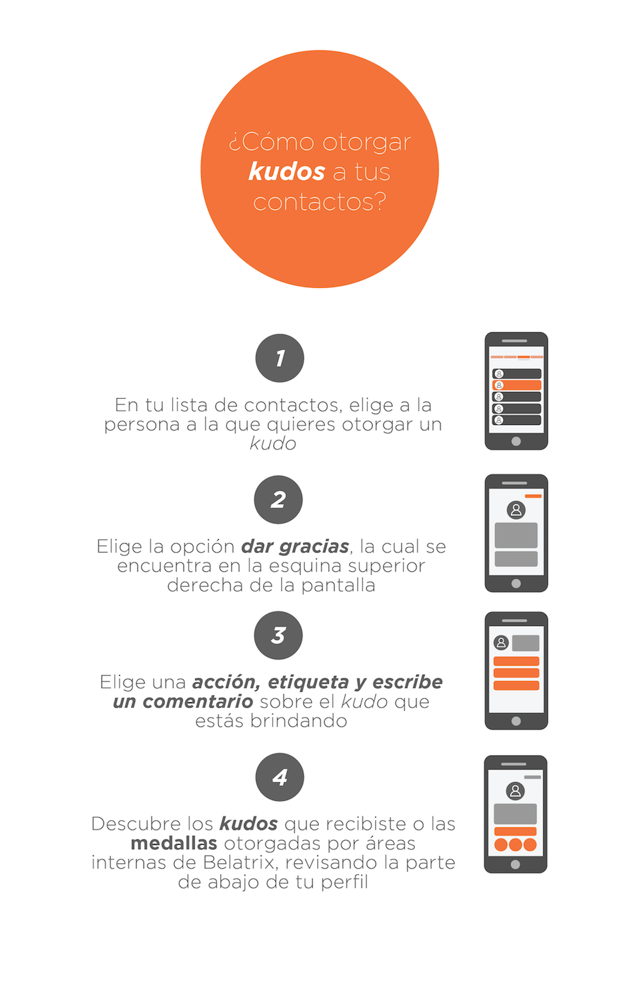 ¿Cómo otorgar
kudos a tus
contactos?
1
En tu lista de contactos, elige a la
persona a la que quieres otorgar un
kudo
2
Elige la opción dar gracias, la cual se
encuentra en la esquina superior
derecha de la pantalla
3
Elige una acción, etiqueta y escribe
un comentario sobre el kudo que
estás brindando
4
Descubre los kudos que recibiste o las
medallas otorgadas por áreas
internas de Belatrix, revisando la parte
de abajo de tu perfil